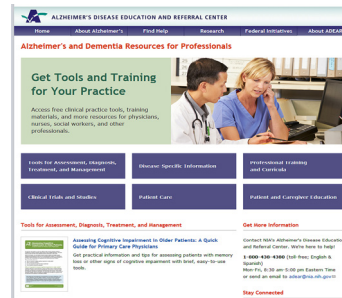 ALZHEIMER'S DISEASE EDUCATION AND REFERRAL CENTER
Home About Alzheimer's Find Help Research Federal Initiatives About ADEAR
Alzheimer's and Dementia Resources for Professionals
Get Tools and Training
for Your Practice
Access free clinical practice tools, training
materials, and more resources for physicians,
nurses, social workers, and other
professionals.
Tools for Assessment, Diagnosis,
Treatment, and Management
Disease Specific Information
Professional Training
and Curricula
Clinical Trials and Studies
Patient Care
Patient and Caregiver Education
Tools for Assessment, Diagnosis, Treatment, and Management
Assessing Cognitive Impairment in Older Patients: A Quick
Guide for Primary Care Physicians
Get practical information and tips for assessing patients with memory
loss or other signs of cognitive impairment with brief, easy-to-use
tools.
Get More Information
Contact NIA's Alzheimer's Disease Educatio
and Referral Center. We're here to help!
1-800-438-4380 (toll free; English &
Spanish)
Mon-Fri, 8:30 am-5:00 pm Eastern Time
or send an email to adear@nia.nih.gov
Stay Connected